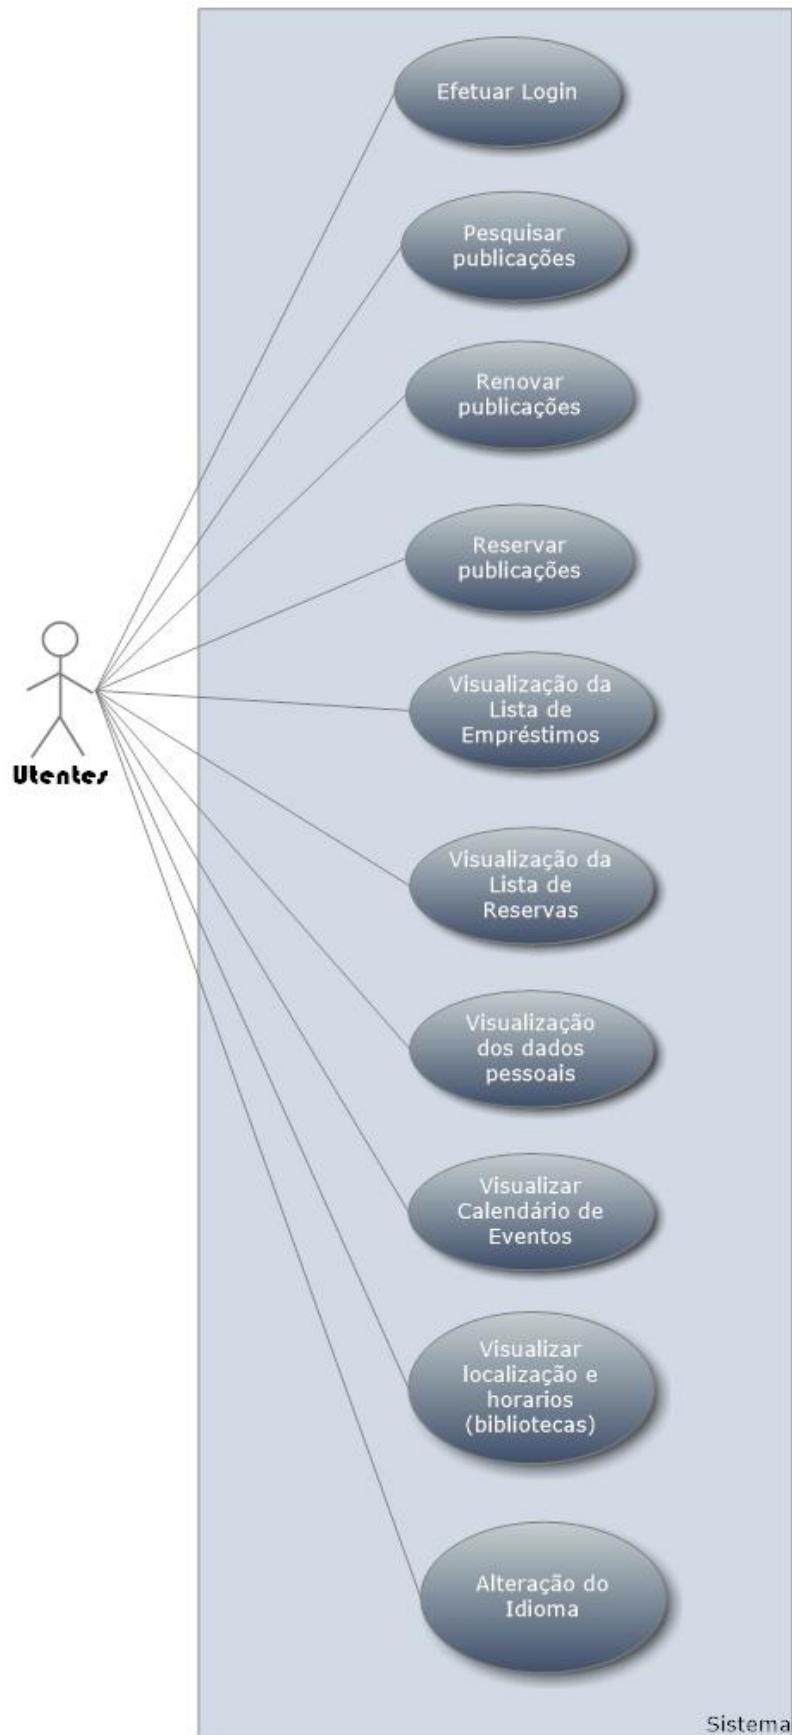 Efetuar Login
Pesquisar
publicações
Renovar
publicações
Reservar
publicações
Visualização da
Lista de
Empréstimos
Utentes
Visualização da
Lista de
Reservas
Visualização
dos dados
pessoais
Visualizar
Calendário de
Eventos
Visualizar
localização e
horarios
(bibliotecas)
Alteração do
Idioma
Sistema